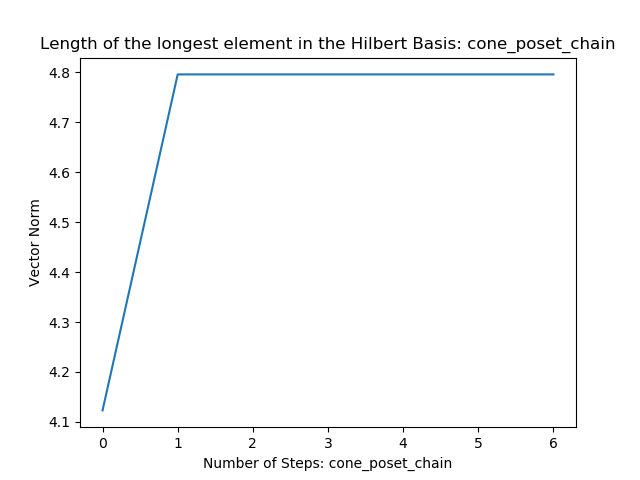 Length of the longest element in the Hilbert Basis: cone_poset_chain
4.8
4.7
4.6
4.5
4.4
4.3
4.2
4.1
Vector Norm
0 1 2 3 4 5 6
Number of Steps: cone_poset_chain